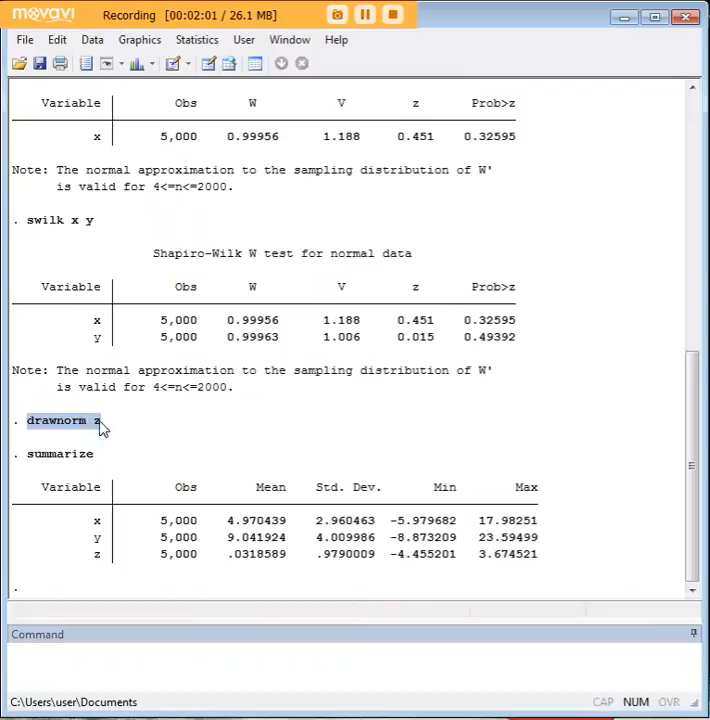 movavi Recording [00:02:01 / 26.1 MB]
File Edit Data Graphics Statistics User Window Help
Variable Obs W V z Prob>z
x 5,000 0.99956 1.188 0.451 0.32595
Note: The normal approximation to the sampling distribution of W'
is valid for 4<=n<=2000.
. swilk x y
Shapiro-Wilk W test for normal data
Variable Obs W V z Prob>z
x 5,000 0.99956 1.188 0.451 0.32595
y 5,000 0.99963 1.006 0.015 0.49392
Note: The normal approximation to the sampling distribution of W'
is valid for 4<=n<=2000.
. drawnorm z
. summarize
Variable Obs Mean Std. Dev. Min Max
x 5,000 4.970439 2.960463 -5.979682 17.98251
y 5,000 9.041924 4.009986 -8.873209 23.59499
z 5,000 .0318589 .9790009 -4.455201 3.674521
.
Command
C:\Users\user\Documents CAP NUM OVR